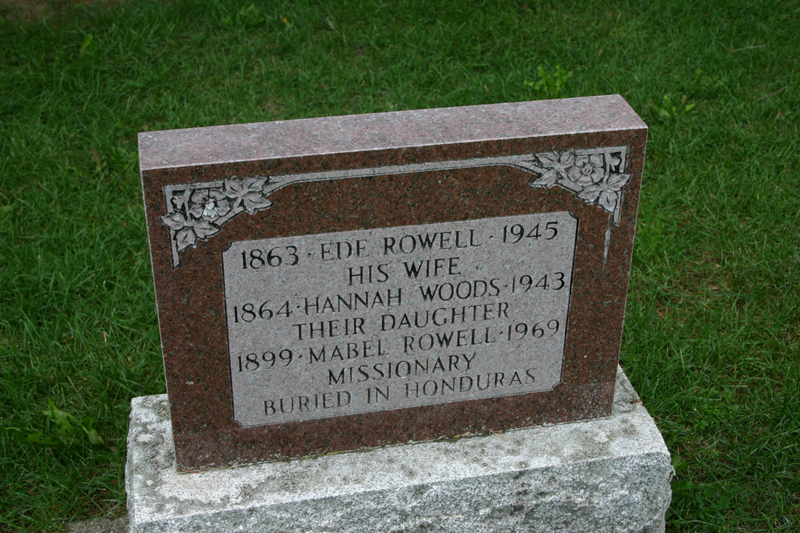 1863 · EDE ROWELL · 1945
HIS WIFE
1864 · HANNAH WOODS · 1943
THEIR DAUGHTER
1899 · MABEL ROWELL · 1969
MISSIONARY
BURIED IN HONDURAS